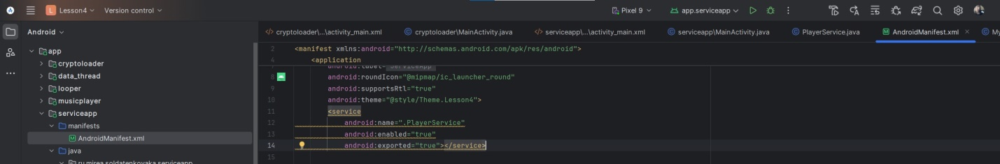 L Lesson4 Version control Pixel 9 app.serviceapp
Android
cryptoloader\...\activity_main.xml cryptoloader\MainActivity.java serviceapp\...\activity_main.xml serviceapp\MainActivity.java PlayerService.java AndroidManifest.xml My
app
cryptoloader
data_thread
looper
musicplayer
serviceapp
manifests
AndroidManifest.xml
java
ru.mirea.soldatenkovaka.serviceapp
2 <manifest xmlns:android="http://schemas.android.com/apk/res/android">
4 <application
7 android:label="ServiceApp"
8 android:roundIcon="@mipmap/ic_launcher_round"
9 android:supportsRtl="true"
10 android:theme="@style/Theme.Lesson4">
11 <service
12 android:name=".PlayerService"
13 android:enabled="true"
14 android:exported="true"></service>
15